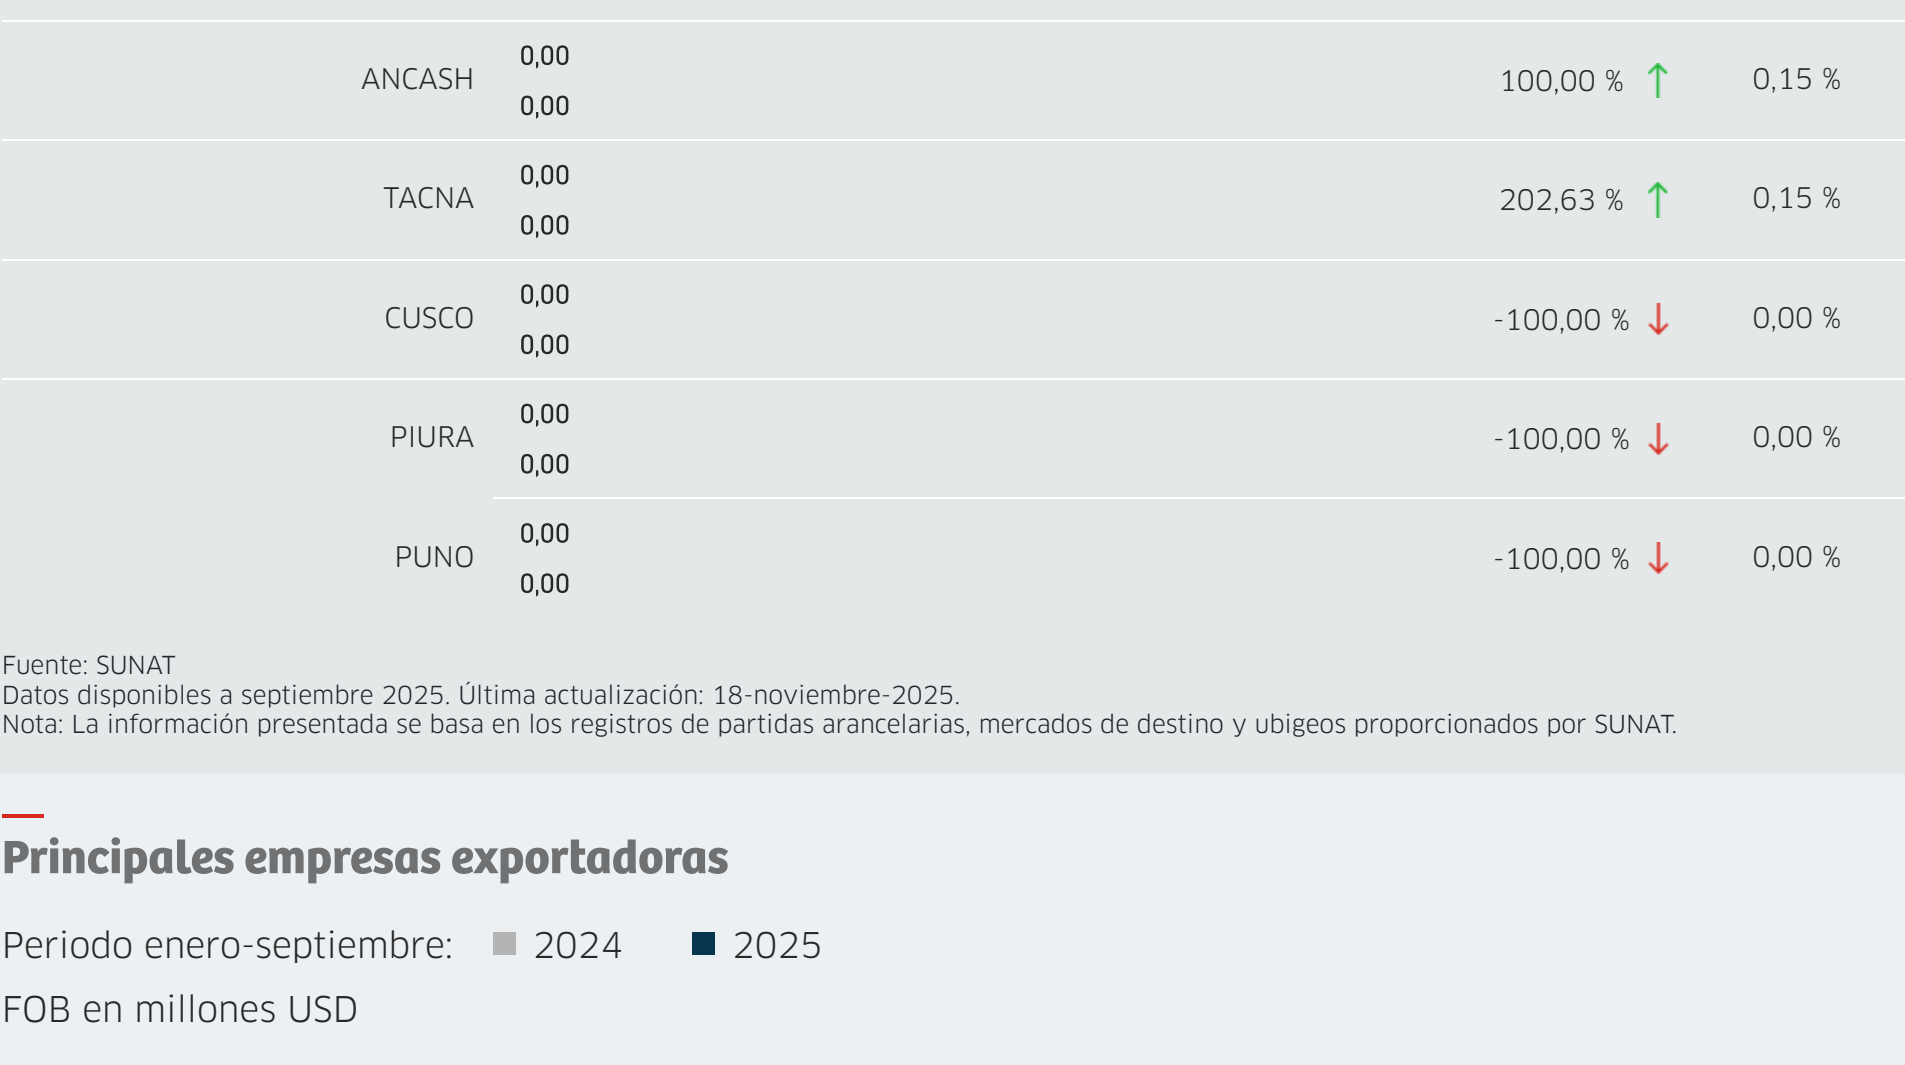 0,00
ANCASH 100,00 % ↑ 0,15 %
0,00
0,00
TACNA 202,63 % ↑ 0,15 %
0,00
0,00
CUSCO -100,00 % ↓ 0,00 %
0,00
0,00
PIURA -100,00 % ↓ 0,00 %
0,00
0,00
PUNO -100,00 % ↓ 0,00 %
0,00
Fuente: SUNAT
Datos disponibles a septiembre 2025. Última actualización: 18-noviembre-2025.
Nota: La información presentada se basa en los registros de partidas arancelarias, mercados de destino y ubigeos proporcionados por SUNAT.
Principales empresas exportadoras
Periodo enero-septiembre: 2024 2025
FOB en millones USD